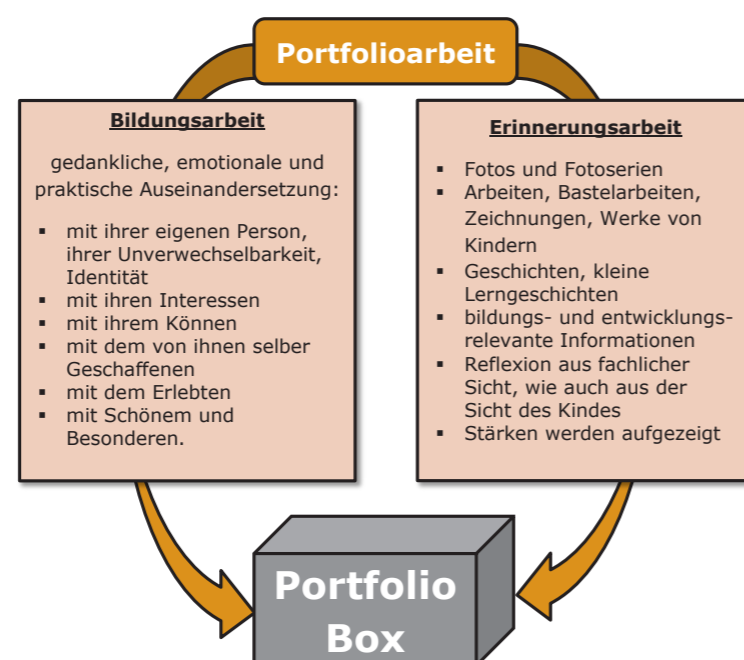 Portfolioarbeit
Bildungsarbeit
gedankliche, emotionale und
praktische Auseinandersetzung:
▪ mit ihrer eigenen Person,
ihrer Unverwechselbarkeit,
Identität
▪ mit ihren Interessen
▪ mit ihrem Können
▪ mit dem von ihnen selber
Geschaffenen
▪ mit dem Erlebten
▪ mit Schönem und
Besonderen.
Erinnerungsarbeit
▪ Fotos und Fotoserien
▪ Arbeiten, Bastelarbeiten,
Zeichnungen, Werke von
Kindern
▪ Geschichten, kleine
Lerngeschichten
▪ bildungs- und entwicklungs-
relevante Informationen
▪ Reflexion aus fachlicher
Sicht, wie auch aus der
Sicht des Kindes
▪ Stärken werden aufgezeigt
Portfolio
Box